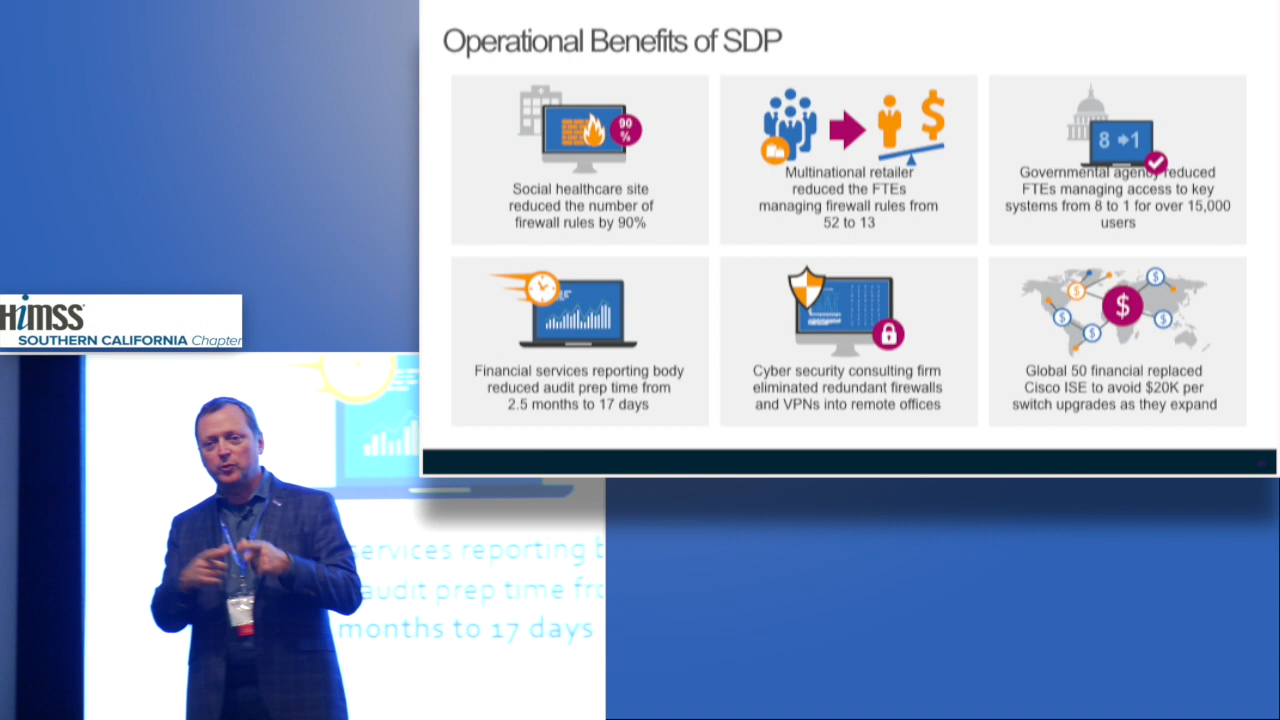 Operational Benefits of SDP
90
%
Social healthcare site
reduced the number of
firewall rules by 90%
Multinational retailer
reduced the FTEs
managing firewall rules from
52 to 13
8 1
Governmental agency reduced
FTEs managing access to key
systems from 8 to 1 for over 15,000
users
Financial services reporting body
reduced audit prep time from
2.5 months to 17 days
Cyber security consulting firm
eliminated redundant firewalls
and VPNs into remote offices
Global 50 financial replaced
Cisco ISE to avoid $20K per
switch upgrades as they expand
HiMSS
SOUTHERN CALIFORNIA Chapter
services reporting
audit prep time
months to 17 days